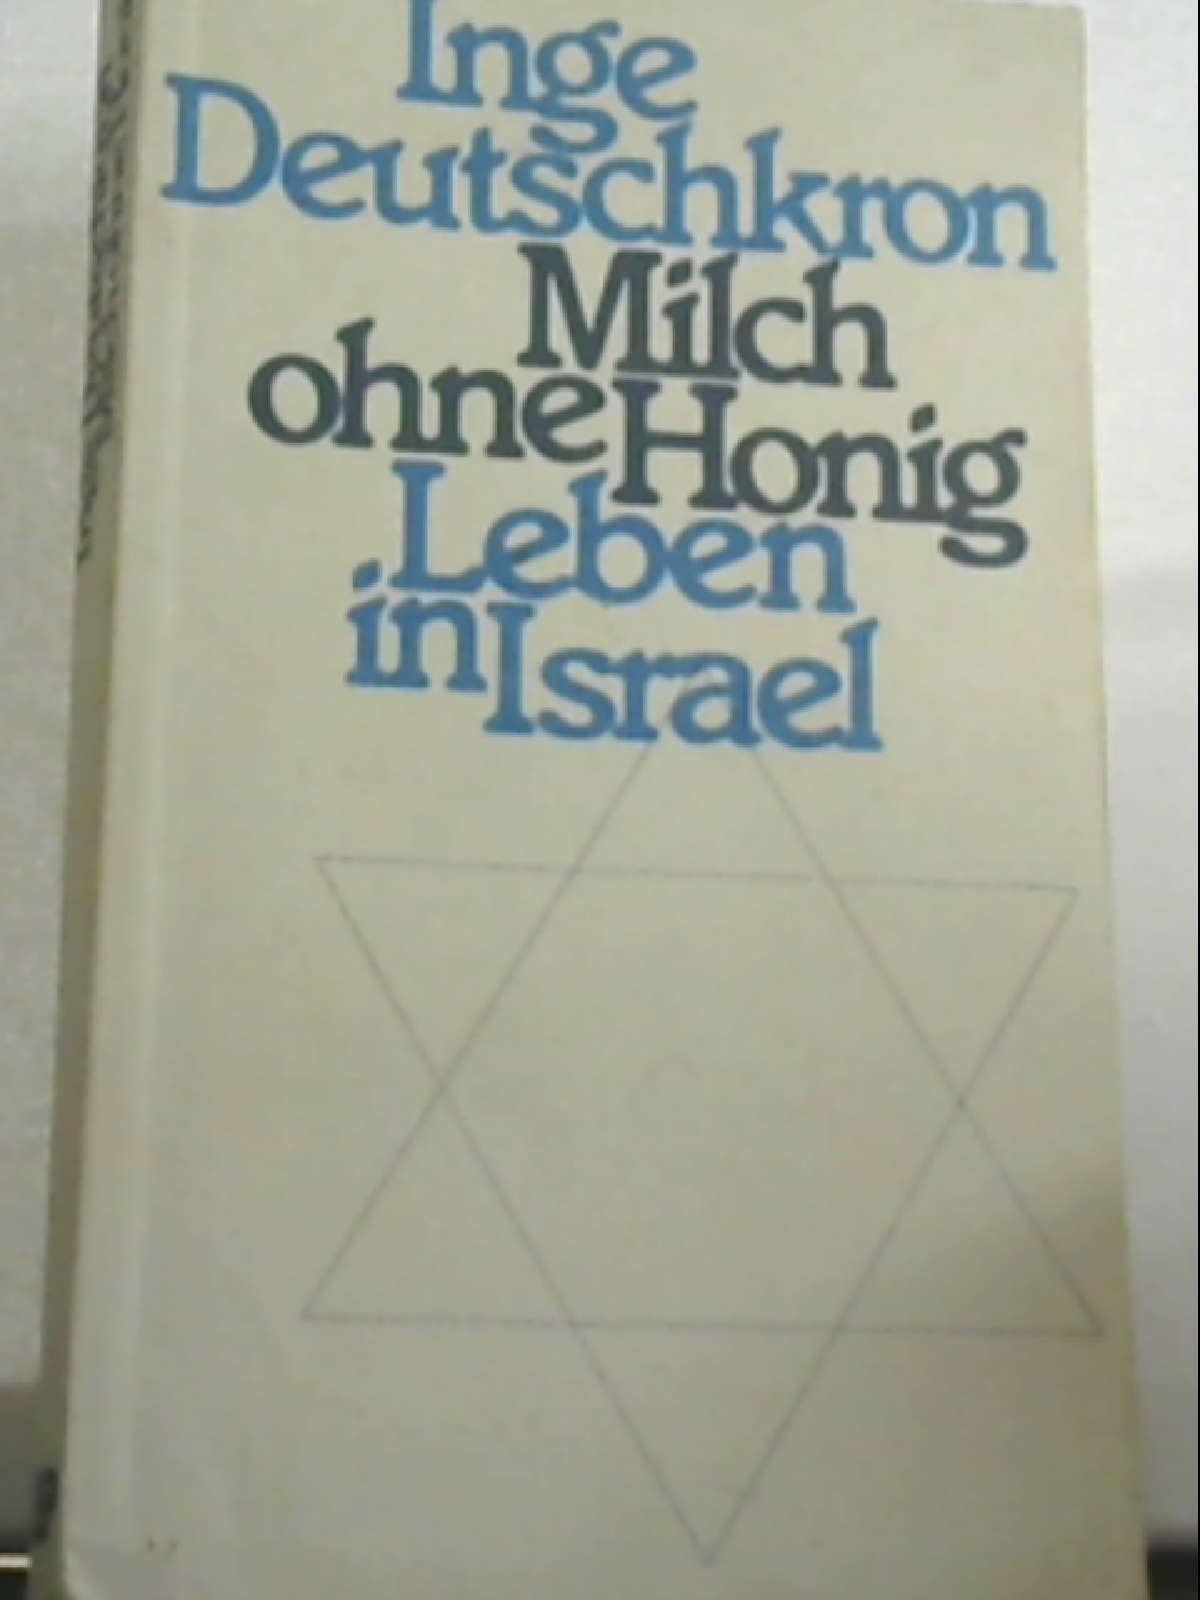 Inge
Deutschkron
Milch
ohne Honig
Leben
in Israel